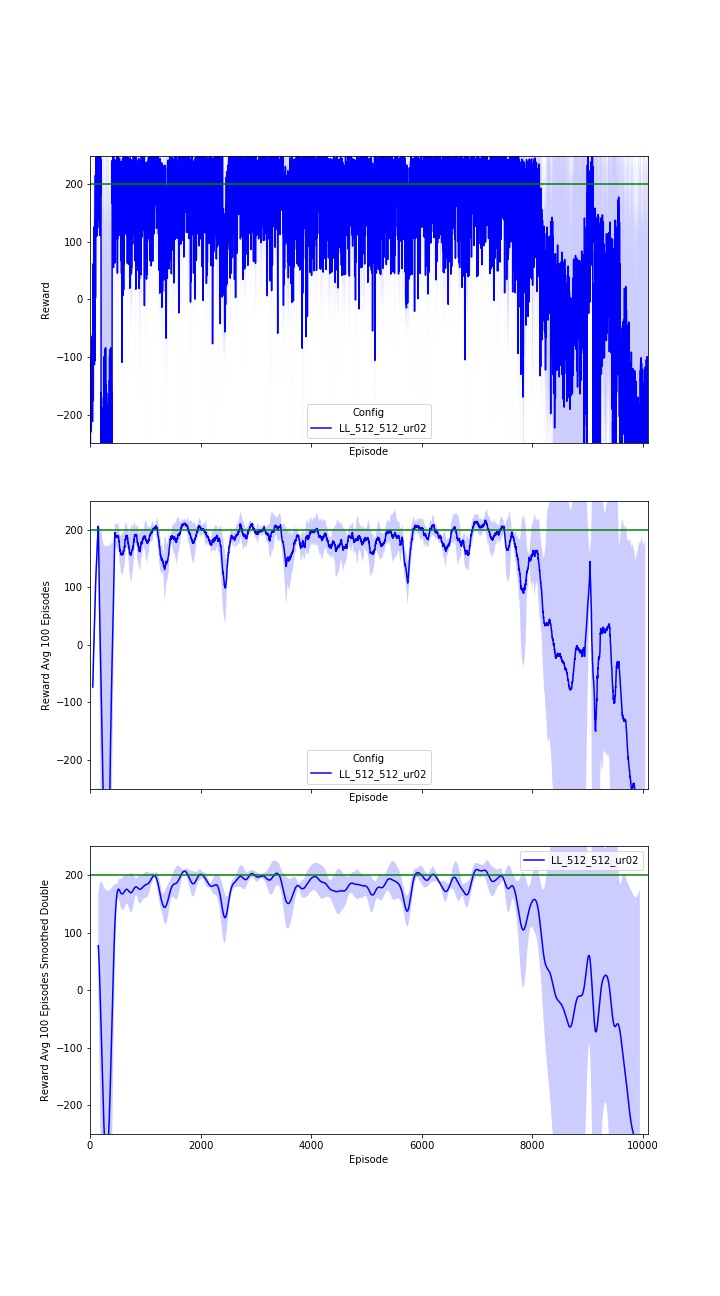 200
100
0
−100
−200
Reward
Config
LL_512_512_ur02
Episode
200
100
0
−100
−200
Reward Avg 100 Episodes
Config
LL_512_512_ur02
Episode
LL_512_512_ur02
200
100
0
−100
−200
Reward Avg 100 Episodes Smoothed Double
0 2000 4000 6000 8000 10000
Episode